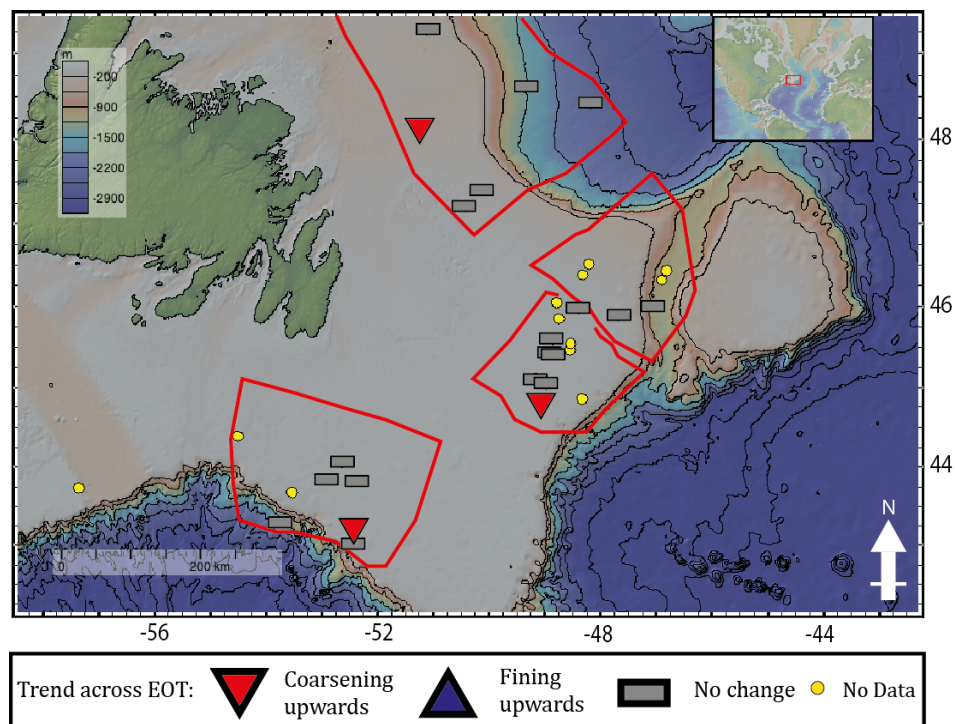 m
-200
-900
-1500
-2200
-2900
48
46
44
N
0 200 km
-56 -52 -48 -44
Trend across EOT: Coarsening upwards Fining upwards No change No Data